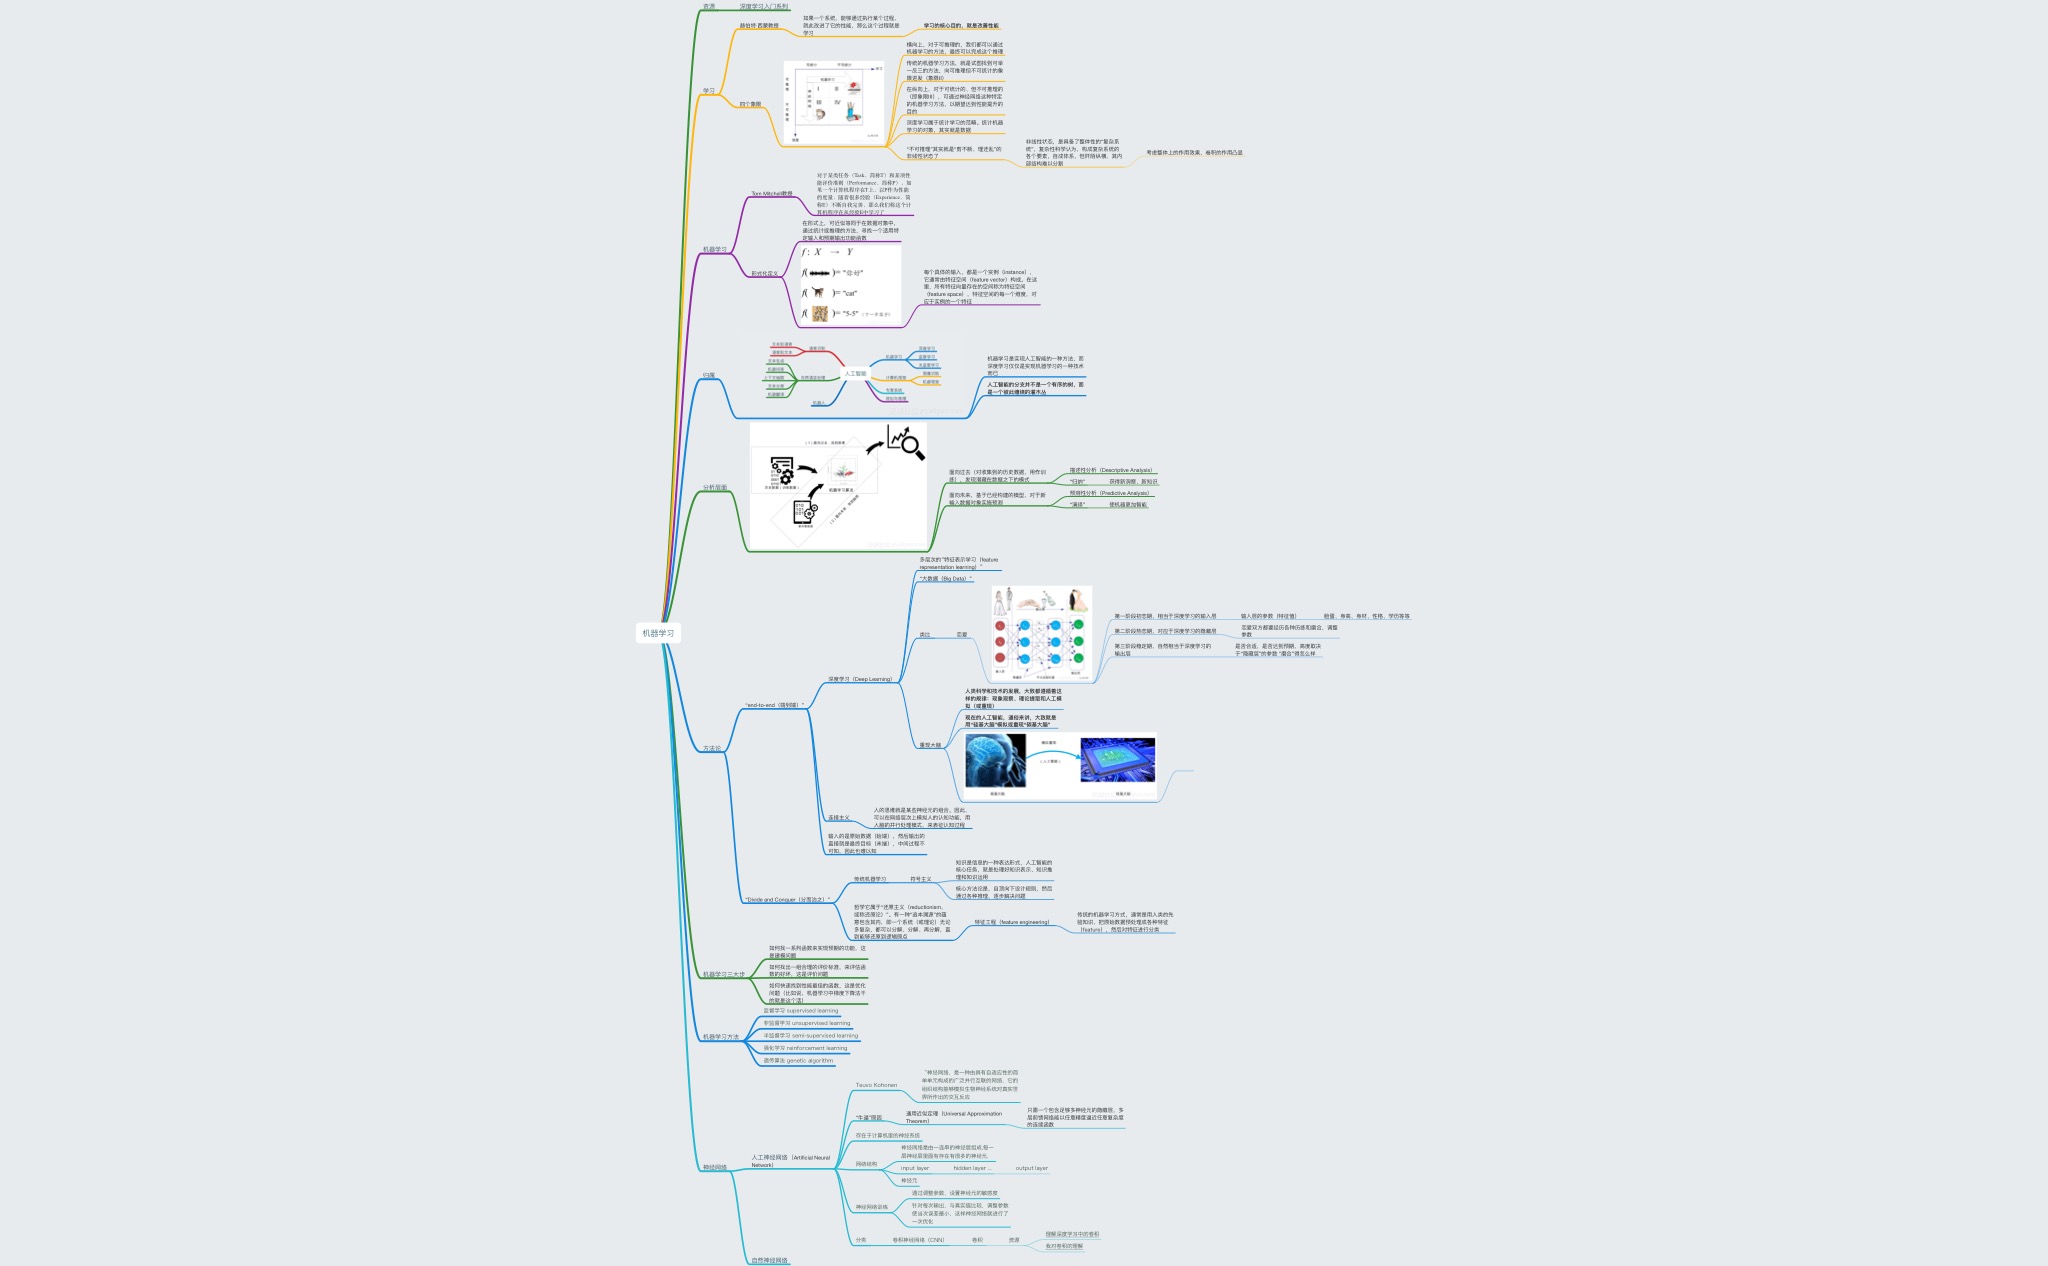 资源
深度学习入门系列
学习
赫伯特·西蒙教授
如果一个系统，能够通过执行某个过程，
就此改进了它的性能，那么这个过程就是
学习
学习的核心目的，就是改善性能
四个象限
机器学习
横向上，对于可推理的，我们都可以通过
机器学习的方法，最终可以完成这个推理
传统的机器学习方法，就是试图找到可举
一反三的方法，向可推理但不可统计的象
限进发（象限II）
在纵向上，对于可统计的、但不可推理的
（即象限III），可通过神经网络这种特定
的机器学习方法，以期望达到性能提升的
目的
深度学习属于统计学习的范畴，统计机器
学习的对象，其实就是数据
“不可推理”其实就是“剪不断，理还乱”的
非线性状态了
非线性状态，是具备了整体性的“复杂系
统”，复杂性科学认为，构成复杂系统的
各个要素，自成体系，但阡陌纵横，其内
部结构难以分割
考虑整体上的作用效果，卷积的作用凸显
机器学习
Tom Mitchell教授
对于某类任务（Task，简称T）和某项性
能评价准则（Performance，简称P），如
果一个计算机程序在T上，以P作为性能
的度量，随着很多经验（Experience，简
称E）不断自我完善，那么我们称这个计
算机程序在从经验E中学习了
形式化定义
在形式上，可近似等同于在数据对象中，
通过统计或推理的方法，寻找一个适用特
定输入和预期输出功能函数
f : X → Y
f( )= "你好"
f( )= "cat"
f( )= "5-5"
每个具体的输入，都是一个实例（instance），
它通常由特征空间（feature vector）构成。在这
里，所有特征向量存在的空间称为特征空间
（feature space），特征空间的每一个维度，对
应于实例的一个特征
归属
人工智能
语音识别
自然语言处理
机器人
机器学习
深度学习
监督学习
无监督学习
计算机视觉
图像识别
机器视觉
专家系统
机器学习是实现人工智能的一种方法，而
深度学习仅仅是实现机器学习的一种技术
而已
人工智能的分支并不是一个有序的树，而
是一个彼此缠绕的灌木丛
分析层面
机器学习算法
面向过去（对收集到的历史数据，用作训
练），发现潜藏在数据之下的模式
描述性分析（Descriptive Analysis）
“归纳”
获得新洞察、新知识
面向未来，基于已经构建的模型，对于新
输入数据对象实施预测
预测性分析（Predictive Analysis）
“演绎”
使机器更加智能
机器学习
方法论
“end-to-end（端到端）”
深度学习（Deep Learning）
多层次的“特征表示学习（feature
representation learning）”
“大数据（Big Data）”
类比
恋爱
第一阶段初恋期，相当于深度学习的输入层
输入层的参数（特征值）
颜值、身高、身材、性格、学历等等
第二阶段热恋期，对应于深度学习的隐藏层
恋爱双方都要经历各种历练和磨合，调整
参数
第三阶段稳定期，自然相当于深度学习的
输出层
是否合适，是否达到预期，高度取决
于“隐藏层”的参数 “磨合”得怎么样
重现大脑
人类科学和技术的发展，大致都遵循着这
样的规律：现象观察、理论提取和人工模
拟（或重现）
现在的人工智能，通俗来讲，大致就是
用“硅基大脑”模拟或重现“碳基大脑”
模拟重现
（人工智能）
碳基大脑
硅基大脑
连接主义
人的思维就是某些神经元的组合。因此，
可以在网络层次上模拟人的认知功能，用
人脑的并行处理模式，来表征认知过程
输入的是原始数据（始端），然后输出的
直接就是最终目标（末端），中间过程不
可知，因此也难以知
“Divide and Conquer（分而治之）”
传统机器学习
符号主义
知识是信息的一种表达形式，人工智能的
核心任务，就是处理好知识表示、知识推
理和知识运用
核心方法论是，自顶向下设计规则，然后
通过各种推理，逐步解决问题
哲学它属于“还原主义（reductionism，
或称还原论）”。有一种“追本溯源”的蕴
意包含其内，即一个系统（或理论）无论
多复杂，都可以分解、分解、再分解，直
到能够还原到逻辑原点
特征工程（feature engineering）
传统的机器学习方式，通常是用人类的先
验知识，把原始数据预处理成各种特征
（feature），然后对特征进行分类
机器学习三大步
如何找一系列函数来实现预期的功能，这
是建模问题
如何找出一组合理的评价标准，来评估函
数的好坏，这是评价问题
如何快速找到性能最佳的函数，这是优化
问题（比如说，机器学习中梯度下降法干
的就是这个活）
机器学习方法
监督学习 supervised learning
非监督学习 unsupervised learning
半监督学习 semi-supervised learning
强化学习 reinforcement learning
遗传算法 genetic algorithm
神经网络
人工神经网络（Artificial Neural
Network）
Teuvo Kohonen
“神经网络，是一种由具有自适应性的简
单单元构成的广泛并行互联的网络，它的
组织结构能够模拟生物神经系统对真实世
界所作出的交互反应
“牛逼”原因
通用近似定理（Universal Approximation
Theorem）
只需一个包含足够多神经元的隐藏层，多
层前馈网络能以任意精度逼近任意复杂度
的连续函数
存在于计算机里的神经系统
网络结构
神经网络是由一连串的神经层组成,每一
层神经层里面有存在有很多的神经元.
input layer
hidden layer ...
output layer
神经元
神经网络训练
通过调整参数，设置神经元的敏感度
针对每次输出，与真实值比较，调整参数
使当次误差最小，这样神经网络就进行了
一次优化
分类
卷积神经网络（CNN）
卷积
资源
理解深度学习中的卷积
我对卷积的理解
自然神经网络